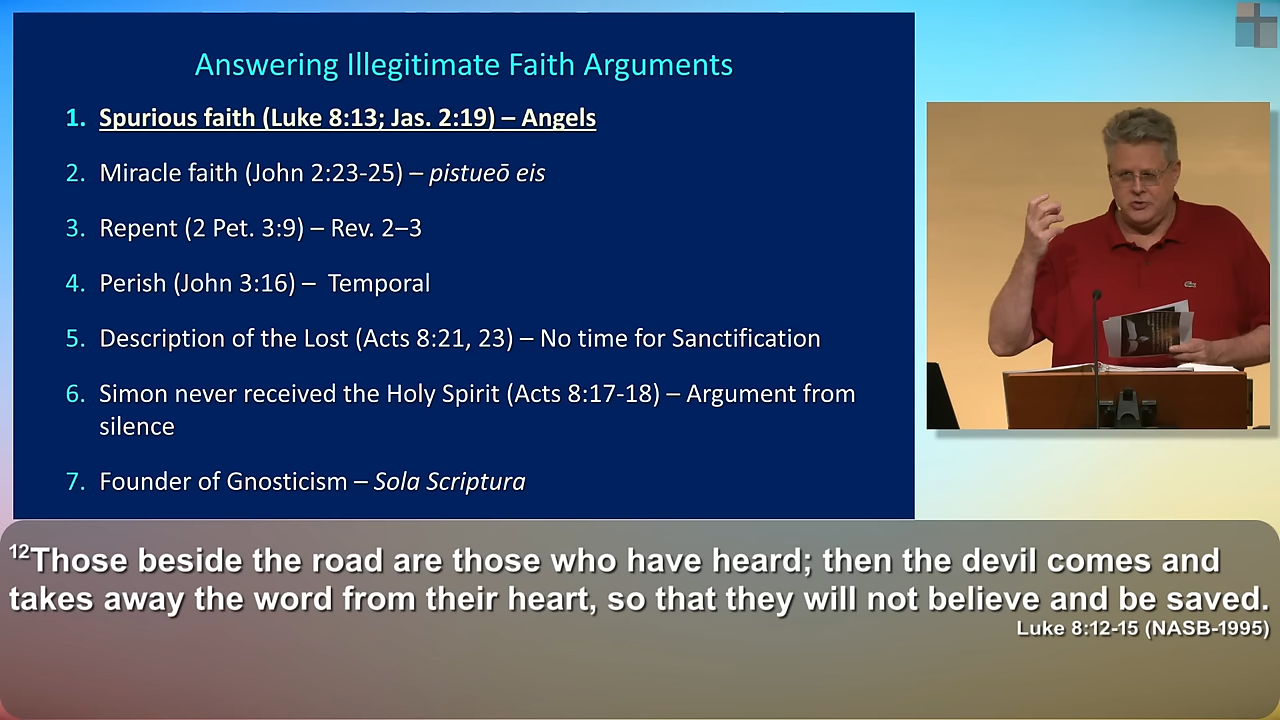 Answering Illegitimate Faith Arguments
1. Spurious faith (Luke 8:13; Jas. 2:19) – Angels
2. Miracle faith (John 2:23-25) – pistueō eis
3. Repent (2 Pet. 3:9) – Rev. 2–3
4. Perish (John 3:16) – Temporal
5. Description of the Lost (Acts 8:21, 23) – No time for Sanctification
6. Simon never received the Holy Spirit (Acts 8:17-18) – Argument from
silence
7. Founder of Gnosticism – Sola Scriptura
12Those beside the road are those who have heard; then the devil comes and
takes away the word from their heart, so that they will not believe and be saved.
Luke 8:12-15 (NASB-1995)